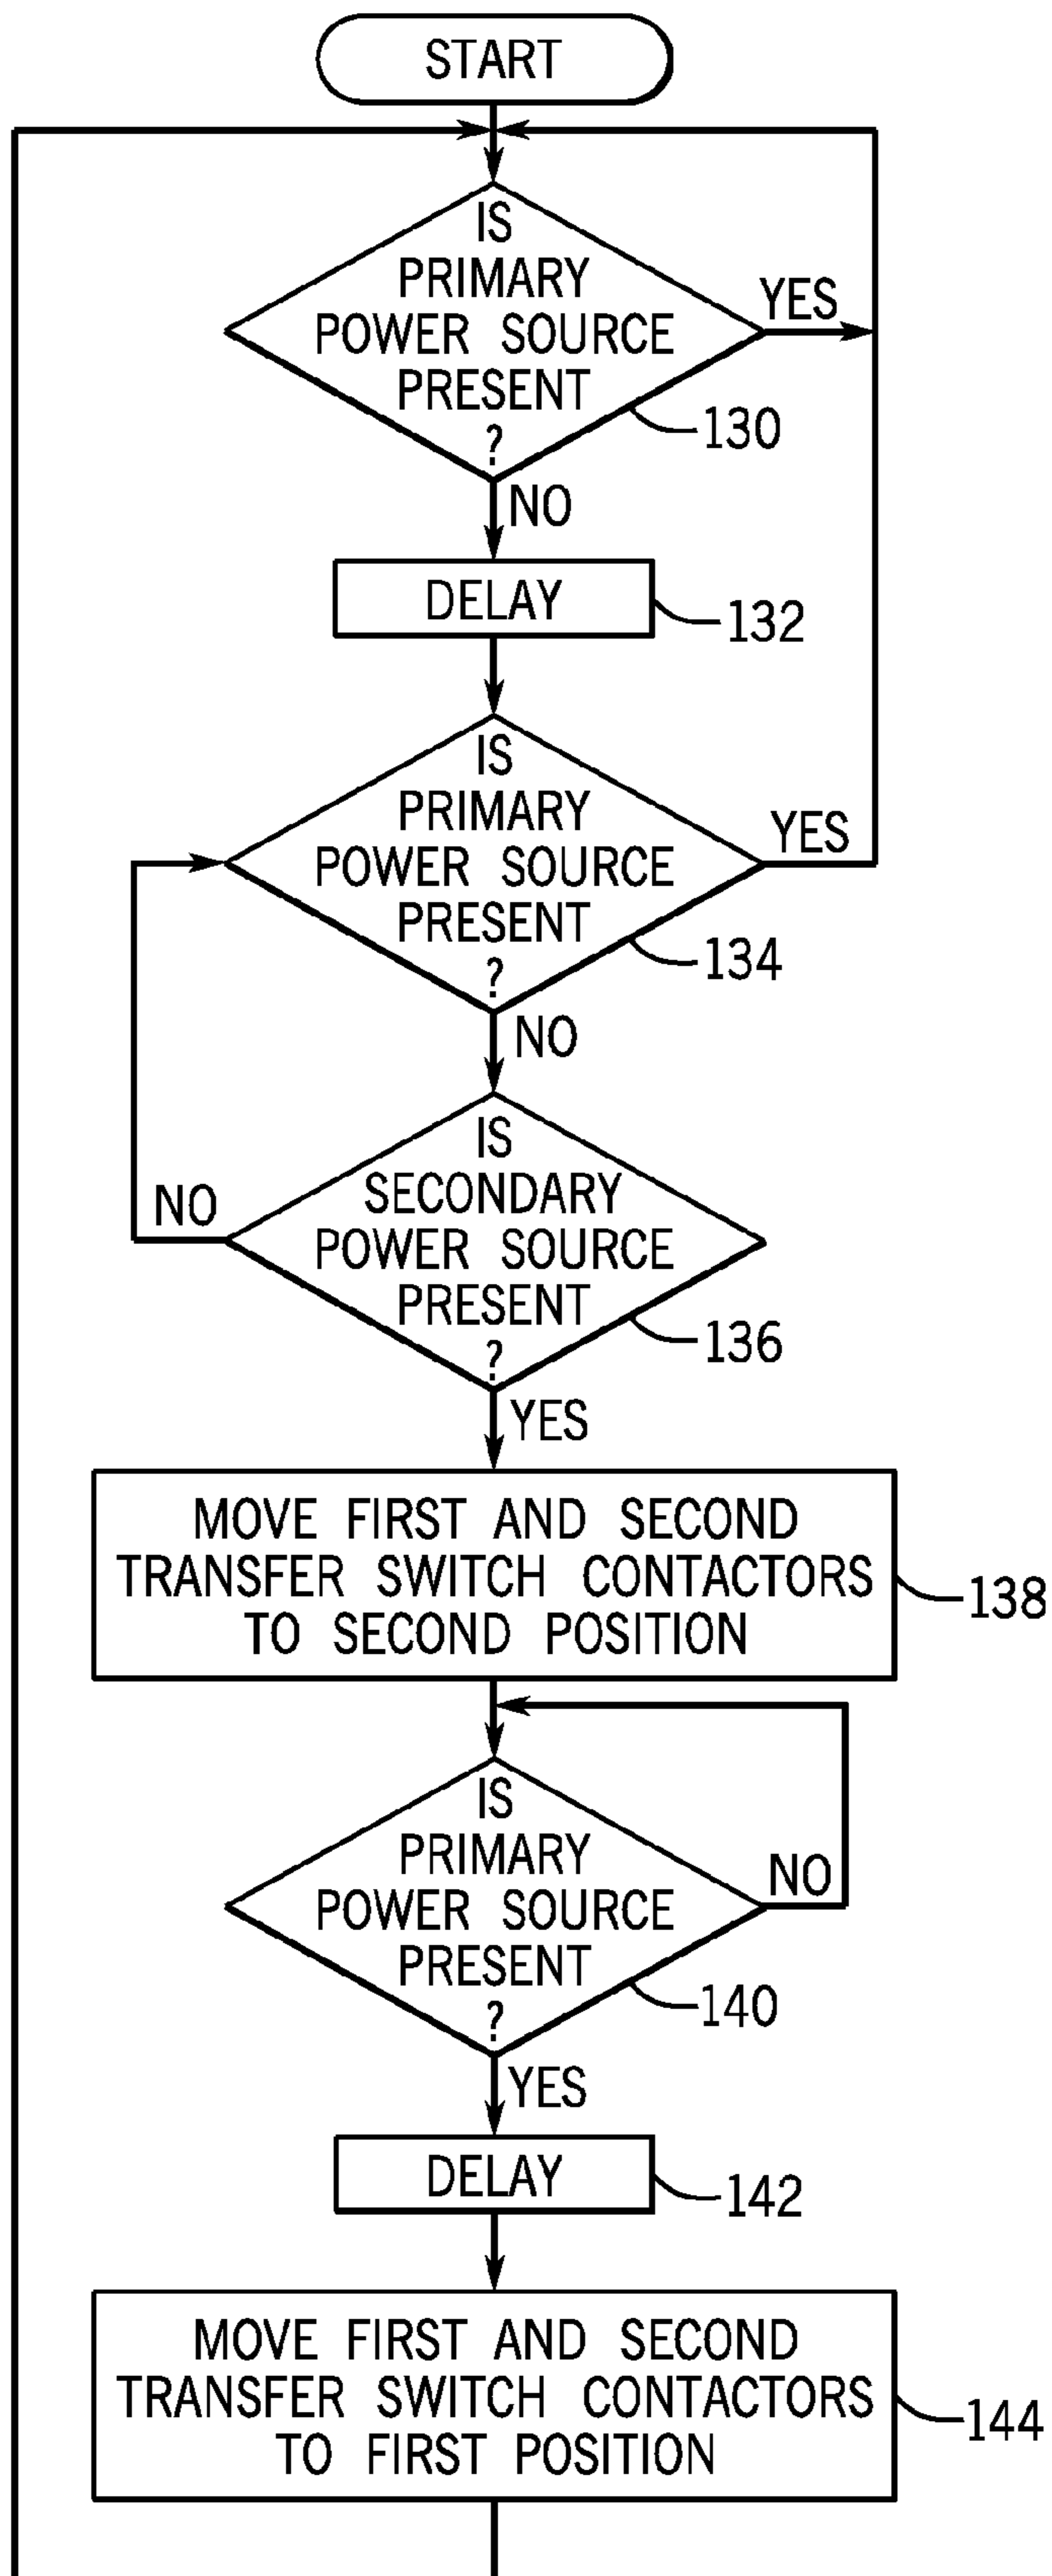 START
IS
PRIMARY
POWER SOURCE
PRESENT
?
YES
130
NO
DELAY
132
IS
PRIMARY
POWER SOURCE
PRESENT
?
YES
134
NO
IS
SECONDARY
POWER SOURCE
PRESENT
?
NO
136
YES
MOVE FIRST AND SECOND
TRANSFER SWITCH CONTACTORS
TO SECOND POSITION
138
IS
PRIMARY
POWER SOURCE
PRESENT
?
NO
140
YES
DELAY
142
MOVE FIRST AND SECOND
TRANSFER SWITCH CONTACTORS
TO FIRST POSITION
144